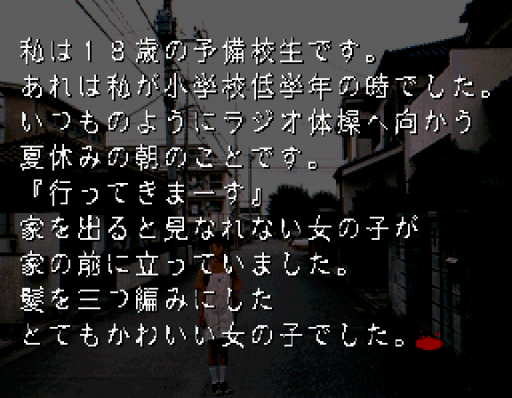 私は１８歳の予備校生です。
あれは私が小学校低学年の時でした。
いつものようにラジオ体操へ向かう
夏休みの朝のことです。
『行ってきまーす』
家を出ると見なれない女の子が
家の前に立っていました。
髪を三つ編みにした
とてもかわいい女の子でした。